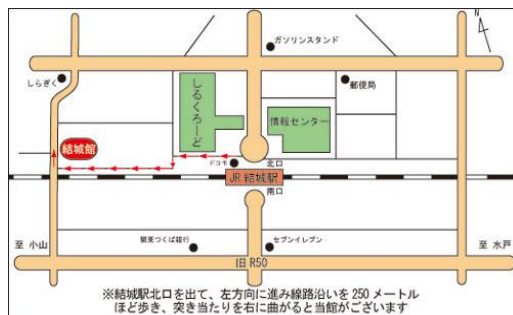 N
ガソリンスタンド
しらぎく
しるくろーど
郵便局
情報センター
結城館
ドコモ
北口
JR 結城駅
南口
至 小山
関東つくば銀行
セブンイレブン
至 水戸
旧 R50
※結城駅北口を出て、左方向に進み線路沿いを 250 メートル
ほど歩き、突き当たりを右に曲がると当館がございます